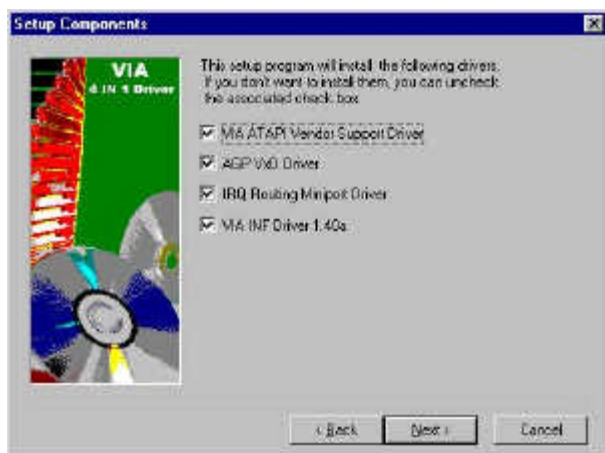 Setup Components
VIA
4 IN 1 Driver
This setup program will install the following drivers.
If you don't want to install them, you can uncheck
the associated check box
VIA ATAPI Vendor Support Driver
AGP VxD Driver
IRQ Routing Miniport Driver
VIA INF Driver 1.40a
< Back
Next >
Cancel